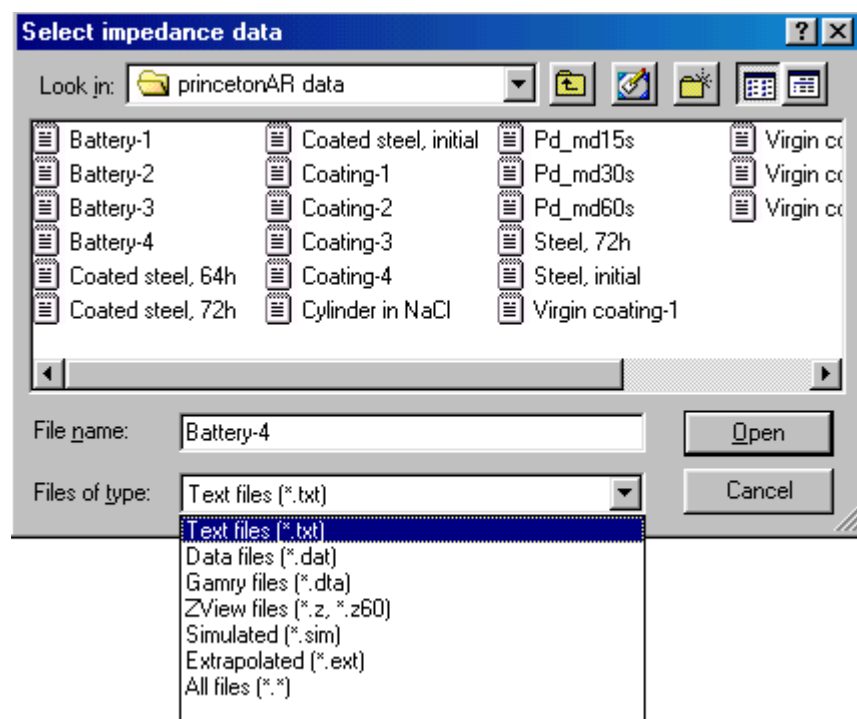 Select impedance data
Look in: princetonAR data
Battery-1 Coated steel, initial Pd_md15s Virgin
Battery-2 Coating-1 Pd_md30s Virgin
Battery-3 Coating-2 Pd_md60s Virgin
Battery-4 Coating-3 Steel, 72h
Coated steel, 64h Coating-4 Steel, initial
Coated steel, 72h Cylinder in NaCl Virgin coating-1
File name: Battery-4 Open
Files of type: Text files (*.txt) Cancel
Text files (*.txt)
Data files (*.dat)
Gamry files (*.dta)
ZView files (*.z, *.z60)
Simulated (*.sim)
Extrapolated (*.ext)
All files (*.*)